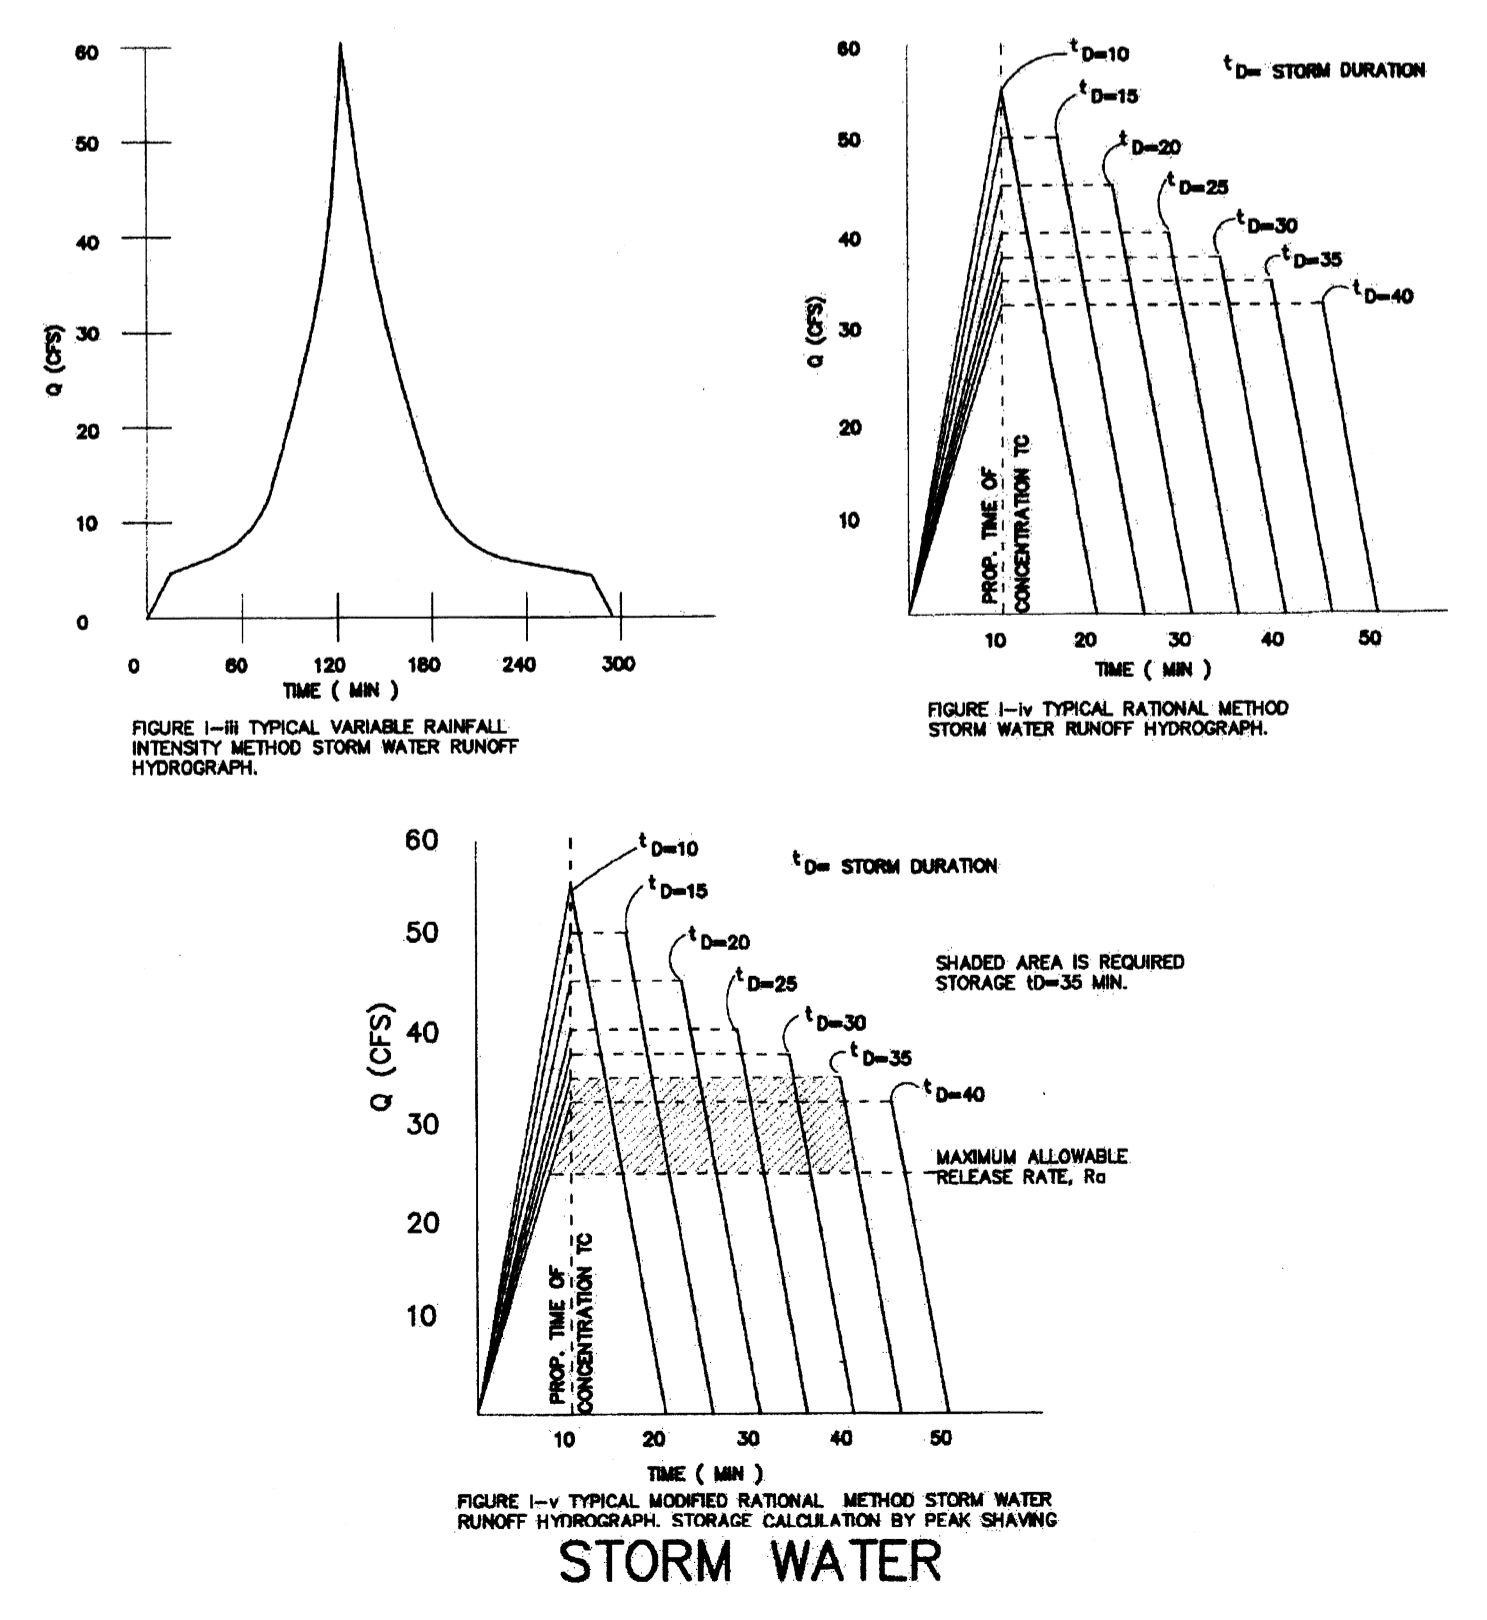 60
50
40
30
20
10
0
Q (CFS)
0 60 120 180 240 300
TIME ( MIN )
FIGURE I-iii TYPICAL VARIABLE RAINFALL
INTENSITY METHOD STORM WATER RUNOFF
HYDROGRAPH.
60
50
40
30
20
10
Q (CFS)
tD=10
tD= STORM DURATION
tD=15
tD=20
tD=25
tD=30
tD=35
tD=40
PROP. TIME OF
CONCENTRATION TC
10 20 30 40 50
TIME ( MIN )
FIGURE I-iv TYPICAL RATIONAL METHOD
STORM WATER RUNOFF HYDROGRAPH.
60
50
40
30
20
10
Q (CFS)
tD=10
tD= STORM DURATION
tD=15
tD=20
tD=25
tD=30
tD=35
tD=40
SHADED AREA IS REQUIRED
STORAGE tD=35 MIN.
MAXIMUM ALLOWABLE
RELEASE RATE, Ra
PROP. TIME OF
CONCENTRATION TC
10 20 30 40 50
TIME ( MIN )
FIGURE I-v TYPICAL MODIFIED RATIONAL METHOD STORM WATER
RUNOFF HYDROGRAPH. STORAGE CALCULATION BY PEAK SHAVING
STORM WATER